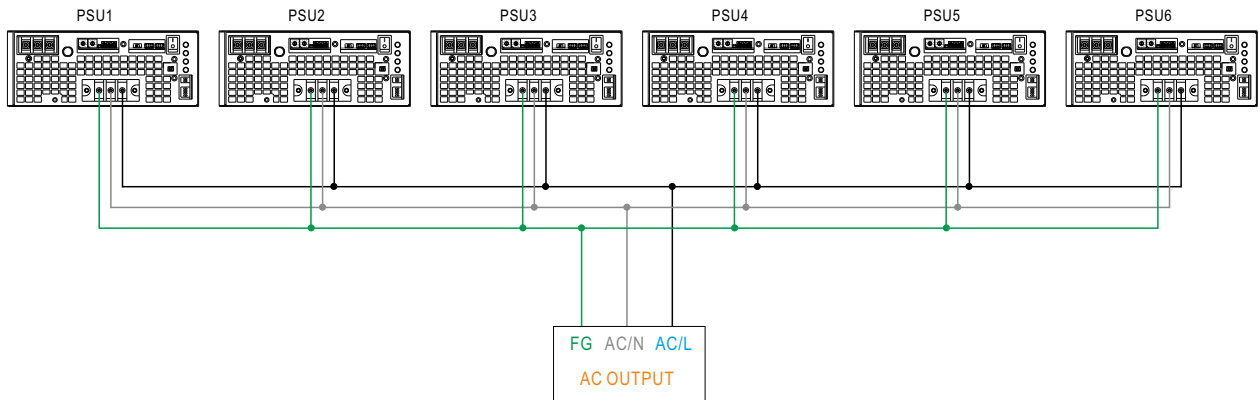 PSU1 PSU2 PSU3 PSU4 PSU5 PSU6
FG AC/N AC/L
AC OUTPUT